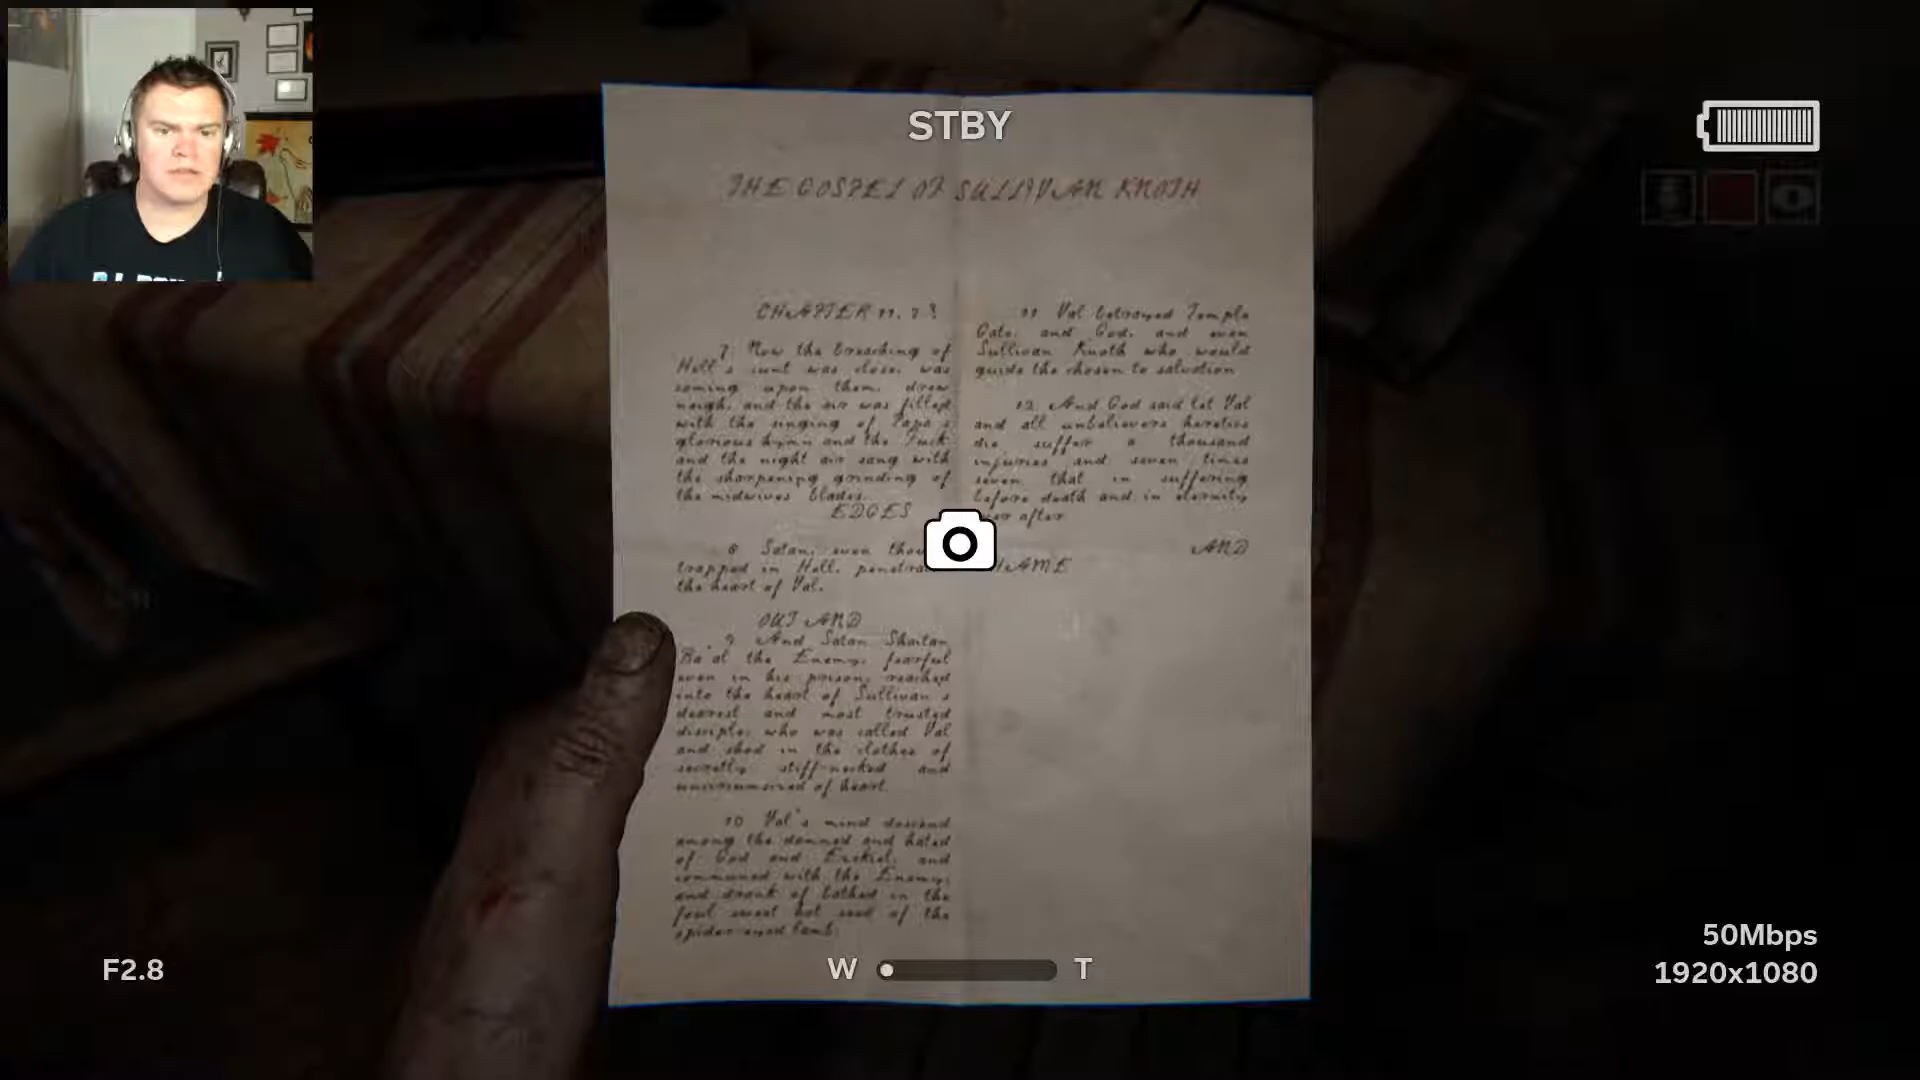 STBY
THE GOSPEL OF SULLIVAN KNOTH
CHAPTER 11. 23
7 Now the breaching of
Hell's cunt was close, was
coming upon them, drew
neigh, and the air was filled
with the singing of Papa's
glorious hymn and the Fuck
and the night air sang with
the sharpening grinding of
the midwives blades.
EDGES
8 Satan, even
trapped in Hell,
the heart of Val.
OUT AND
9 And Satan Shaitan
Ba'al the Enemy, fearful
even in his prison, reached
into the heart of Sullivan's
dearest and most trusted
disciple, who was called Val
and shod in the clothes of
secretly stiff-necked and
uncircumcised of heart.
10 Val's mind descend
among the damned and hated
of God and Ezekiel, and
communed with the Enemy,
and drank of bathed in the
foul sweet hot seed of the
spider-eyed lamb.
11 Val betrayed Temple
Gate, and God, and even
Sullivan Knoth who would
guide the chosen to salvation
12 And God said let Val
and all unbelievers heretics
die suffer a thousand
injuries and seven times
seven that in suffering
before death and in eternity
after
AND
F2.8
W
T
50Mbps
1920x1080